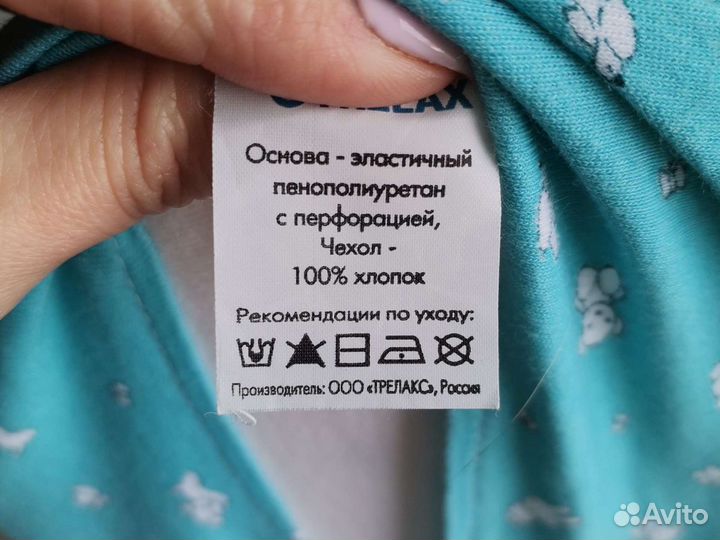 Основа - эластичный
пенополиуретан
с перфорацией,
Чехол -
100% хлопок
Рекомендации по уходу:
Производитель: ООО «ТРЕЛАКС», Россия
Avito